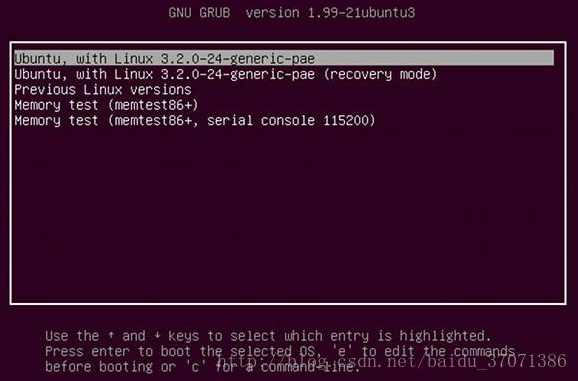 GNU GRUB version 1.99-21ubuntu3
Ubuntu, with Linux 3.2.0-24-generic-pae
Ubuntu, with Linux 3.2.0-24-generic-pae (recovery mode)
Previous Linux versions
Memory test (memtest86+)
Memory test (memtest86+, serial console 115200)
Use the ↑ and ↓ keys to select which entry is highlighted.
Press enter to boot the selected OS, 'e' to edit the commands
before booting or 'c' for a command-line.
http://blog.csdn.net/baidu_37071386